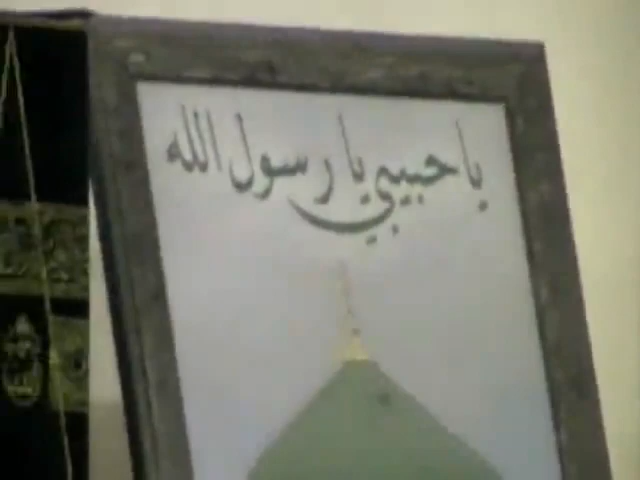 يا حبيبي يا رسول الله